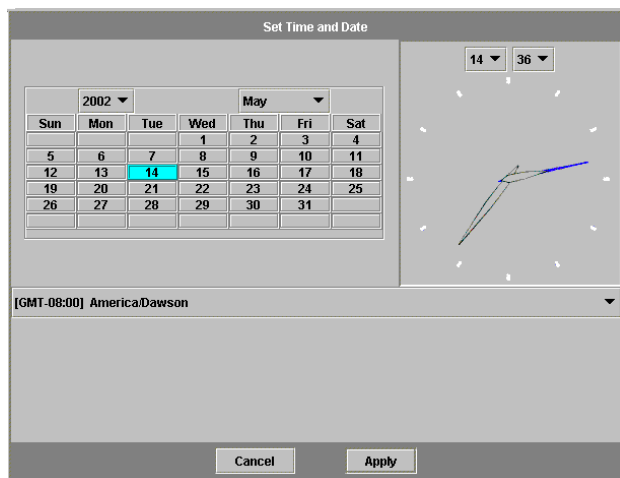 Set Time and Date
14 36
2002 May
Sun Mon Tue Wed Thu Fri Sat
1 2 3 4
5 6 7 8 9 10 11
12 13 14 15 16 17 18
19 20 21 22 23 24 25
26 27 28 29 30 31
[GMT-08:00] America/Dawson
Cancel Apply